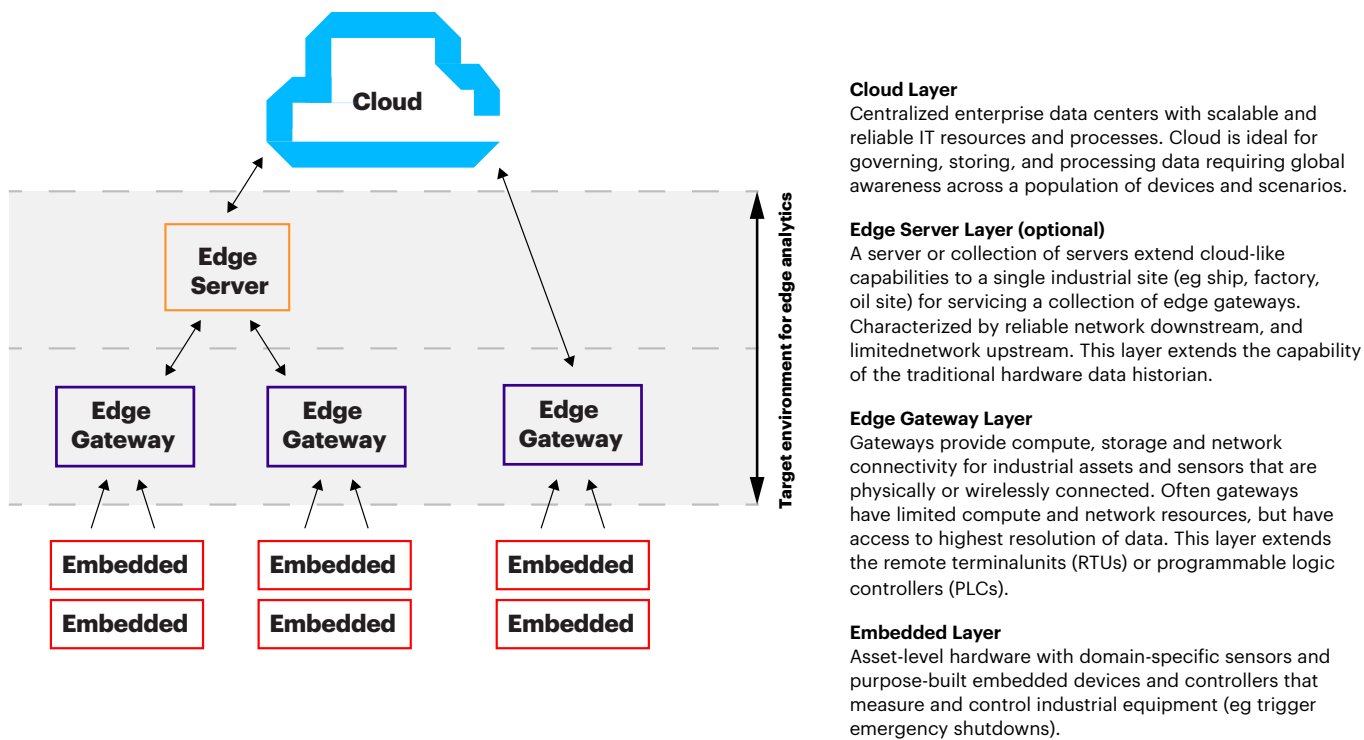 Cloud
Edge
Server
Edge
Gateway
Edge
Gateway
Edge
Gateway
Embedded
Embedded
Embedded
Embedded
Embedded
Embedded
Target environment for edge analytics
Cloud Layer
Centralized enterprise data centers with scalable and
reliable IT resources and processes. Cloud is ideal for
governing, storing, and processing data requiring global
awareness across a population of devices and scenarios.
Edge Server Layer (optional)
A server or collection of servers extend cloud-like
capabilities to a single industrial site (eg ship, factory,
oil site) for servicing a collection of edge gateways.
Characterized by reliable network downstream, and
limitednetwork upstream. This layer extends the capability
of the traditional hardware data historian.
Edge Gateway Layer
Gateways provide compute, storage and network
connectivity for industrial assets and sensors that are
physically or wirelessly connected. Often gateways
have limited compute and network resources, but have
access to highest resolution of data. This layer extends
the remote terminalunits (RTUs) or programmable logic
controllers (PLCs).
Embedded Layer
Asset-level hardware with domain-specific sensors and
purpose-built embedded devices and controllers that
measure and control industrial equipment (eg trigger
emergency shutdowns).